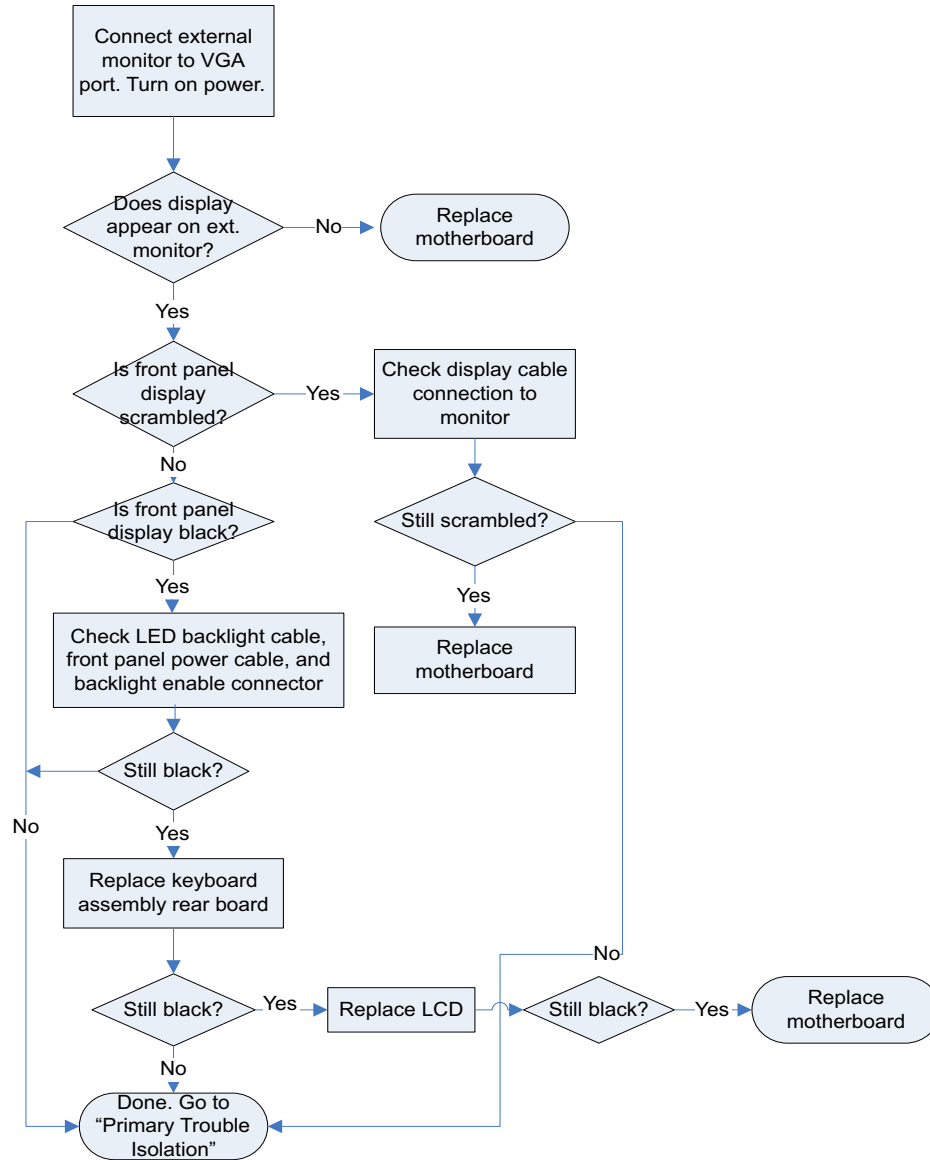 Connect external
monitor to VGA
port. Turn on power.
Does display
appear on ext.
monitor?
No
Replace
motherboard
Yes
Is front panel
display
scrambled?
Yes
Check display cable
connection to
monitor
No
Is front panel
display black?
Still scrambled?
Yes
Yes
Check LED backlight cable,
front panel power cable, and
backlight enable connector
Replace
motherboard
Still black?
No
Yes
Replace keyboard
assembly rear board
No
Still black?
Yes
Replace LCD
Still black?
Yes
Replace
motherboard
No
Done. Go to
“Primary Trouble
Isolation”